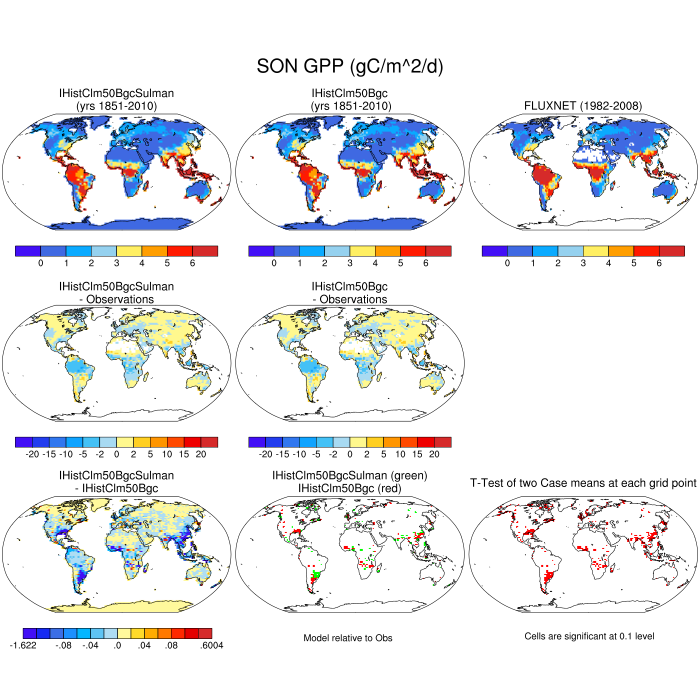 SON GPP (gC/m^2/d)
IHistClm50BgcSulman
(yrs 1851-2010)
IHistClm50Bgc
(yrs 1851-2010)
FLUXNET (1982-2008)
0 1 2 3 4 5 6
0 1 2 3 4 5 6
0 1 2 3 4 5 6
IHistClm50BgcSulman
- Observations
IHistClm50Bgc
- Observations
-20 -15 -10 -5 -2 0 2 5 10 15 20
-20 -15 -10 -5 -2 0 2 5 10 15 20
IHistClm50BgcSulman
- IHistClm50Bgc
IHistClm50BgcSulman (green)
IHistClm50Bgc (red)
T-Test of two Case means at each grid point
-1.622 -.08 -.04 .0 .04 .08 .6004
Model relative to Obs
Cells are significant at 0.1 level